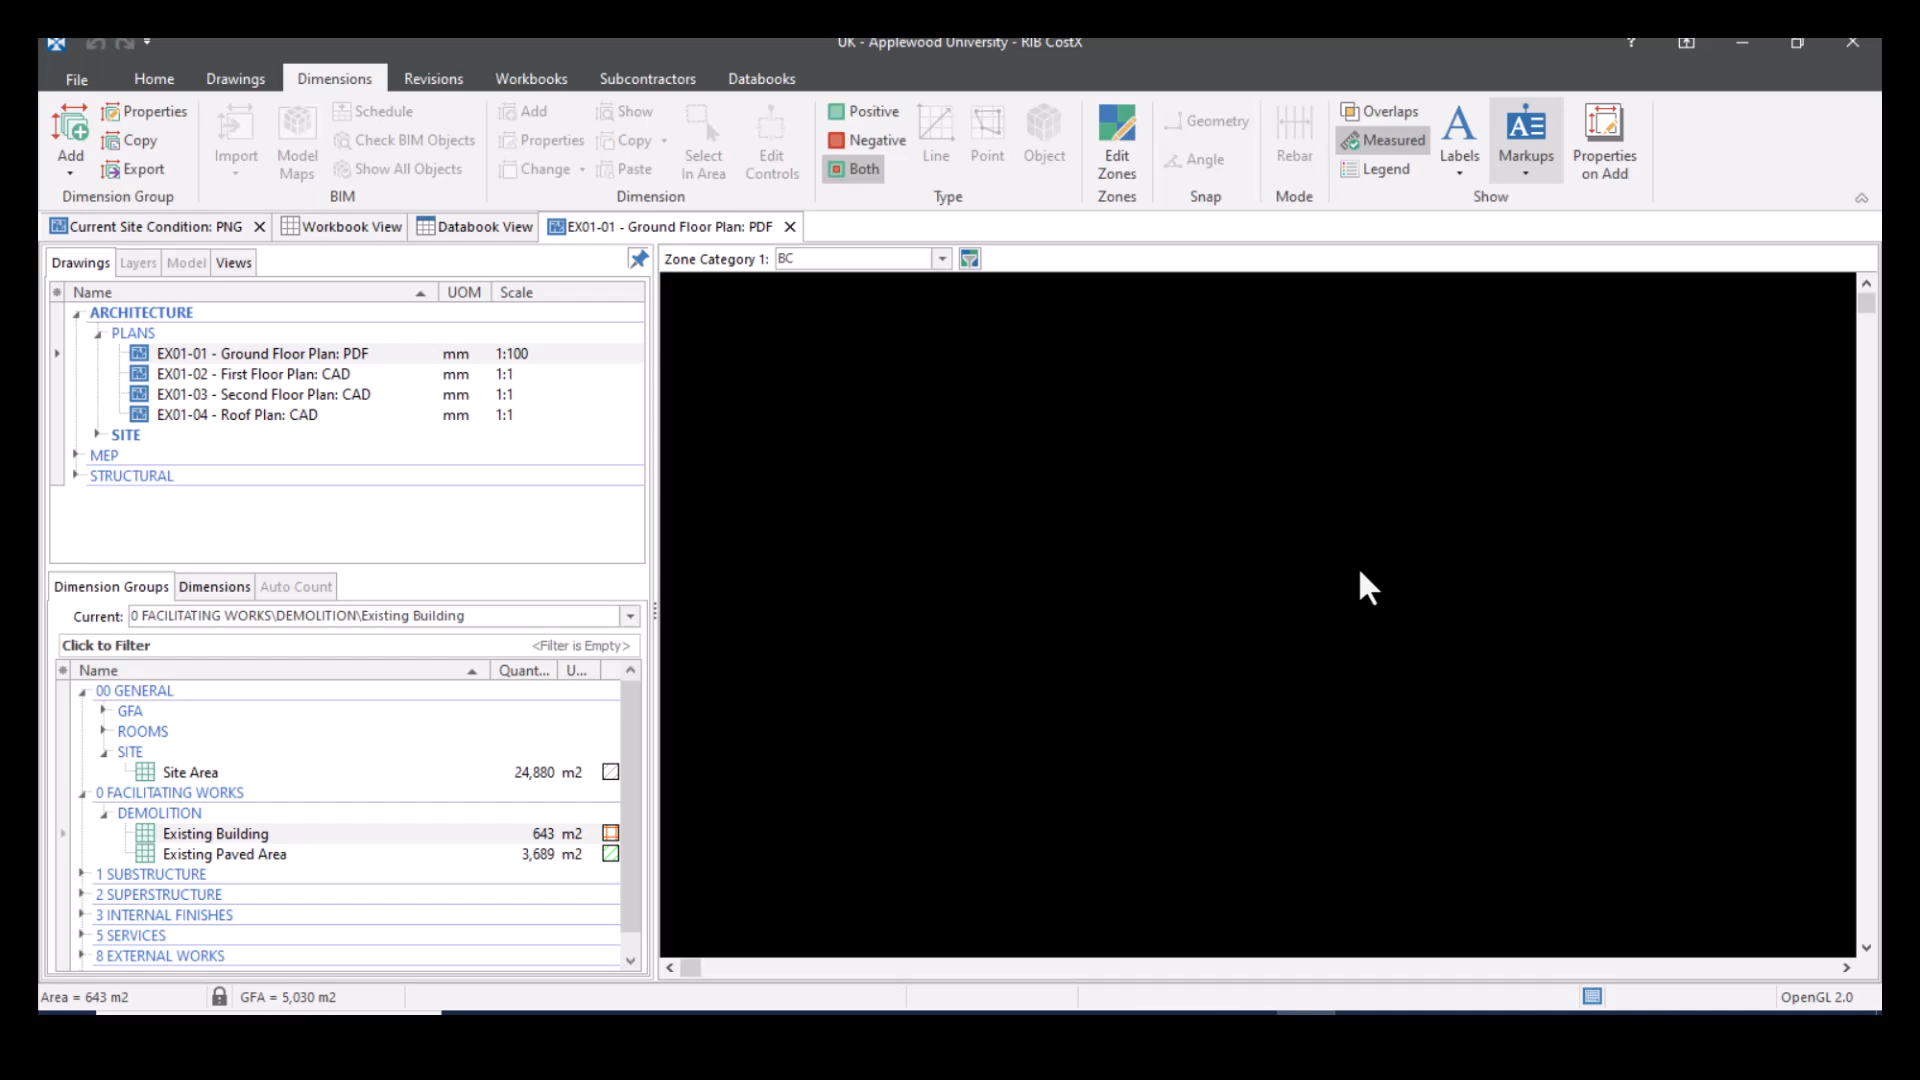 UK - Applewood University - RIB CostX
?
File Home Drawings Dimensions Revisions Workbooks Subcontractors Databooks
Add
Properties
Copy
Export
Dimension Group
Import
Model Maps
Schedule
Check BIM Objects
Show All Objects
BIM
Add
Properties
Change
Show
Copy
Paste
Select In Area
Edit Controls
Dimension
Positive
Negative
Both
Line
Point
Object
Type
Edit Zones
Zones
Geometry
Angle
Snap
Rebar
Mode
Overlaps
Measured
Legend
Labels
Markups
Properties on Add
Show
Current Site Condition: PNG Workbook View Databook View EX01-01 - Ground Floor Plan: PDF
Drawings Layers Model Views
Zone Category 1: BC
Name UOM Scale
ARCHITECTURE
PLANS
EX01-01 - Ground Floor Plan: PDF mm 1:100
EX01-02 - First Floor Plan: CAD mm 1:1
EX01-03 - Second Floor Plan: CAD mm 1:1
EX01-04 - Roof Plan: CAD mm 1:1
SITE
MEP
STRUCTURAL
Dimension Groups Dimensions Auto Count
Current: 0 FACILITATING WORKS\DEMOLITION\Existing Building
Click to Filter <Filter is Empty>
Name Quant... U...
00 GENERAL
GFA
ROOMS
SITE
Site Area 24,880 m2
0 FACILITATING WORKS
DEMOLITION
Existing Building 643 m2
Existing Paved Area 3,689 m2
1 SUBSTRUCTURE
2 SUPERSTRUCTURE
3 INTERNAL FINISHES
5 SERVICES
8 EXTERNAL WORKS
Area = 643 m2 GFA = 5,030 m2 OpenGL 2.0